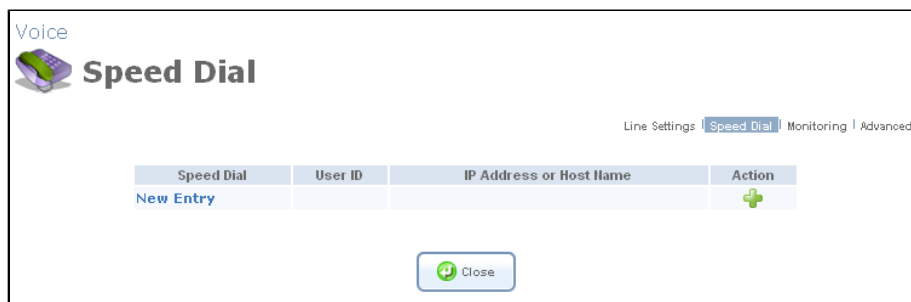 Voice
Speed Dial
Line Settings | Speed Dial | Monitoring | Advanced
Speed Dial User ID IP Address or Host Name Action
New Entry
Close